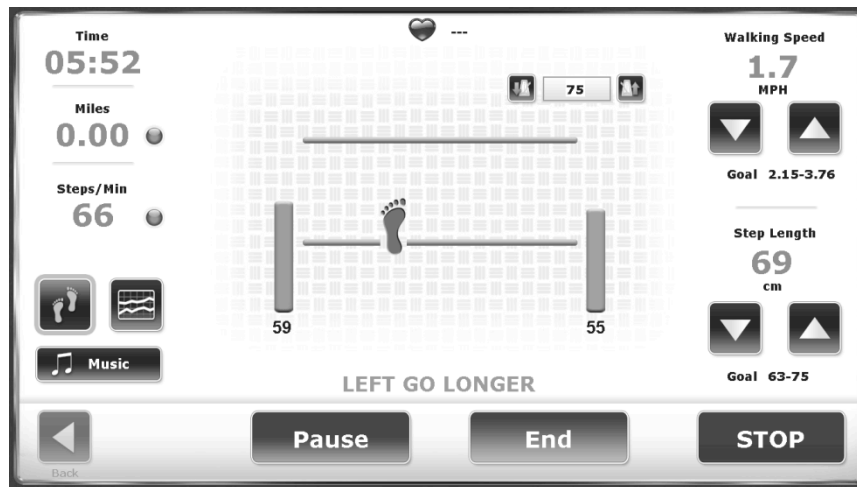 Time
05:52
Miles
0.00
Steps/Min
66
Music
---
75
59
55
LEFT GO LONGER
Walking Speed
1.7
MPH
Goal 2.15-3.76
Step Length
69
cm
Goal 63-75
Back
Pause
End
STOP